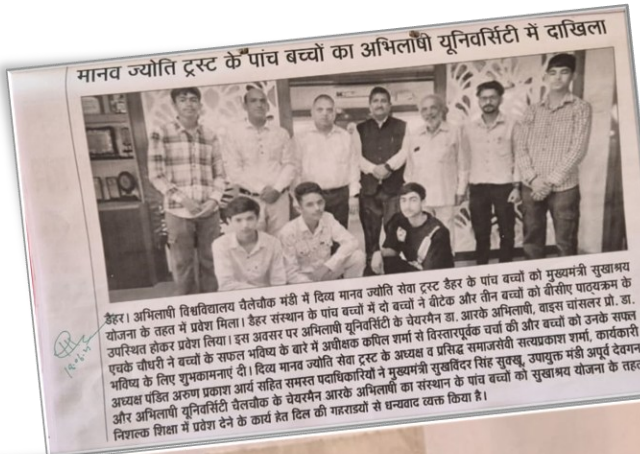 मानव ज्योति ट्रस्ट के पांच बच्चों का अभिलाषी यूनिवर्सिटी में दाखिला
डैहर। अभिलाषी विश्वविद्यालय चैलचौक मंडी में दिव्य मानव ज्योति सेवा ट्रस्ट डैहर के पांच बच्चों को मुख्यमंत्री सुखाश्रय
योजना के तहत में प्रवेश मिला। डैहर संस्थान के पांच बच्चों में दो बच्चों ने बीटेक और तीन बच्चों को बीसीए पाठ्यक्रम के
उपस्थित होकर प्रवेश लिया। इस अवसर पर अभिलाषी यूनिवर्सिटी के चेयरमैन डा. आरके अभिलाषी, वाइस चांसलर प्रो. डा.
एचके चौधरी ने बच्चों के सफल भविष्य के बारे में अधीक्षक कपिल शर्मा से विस्तारपूर्वक चर्चा की और बच्चों को उनके सफल
भविष्य के लिए शुभकामनाएं दी। दिव्य मानव ज्योति सेवा ट्रस्ट के अध्यक्ष व प्रसिद्ध समाजसेवी सत्यप्रकाश शर्मा, कार्यकारी
अध्यक्ष पंडित अरुण प्रकाश आर्य सहित समस्त पदाधिकारियों ने मुख्यमंत्री सुखविंदर सिंह सुक्खू, उपायुक्त मंडी अपूर्व देवगन
और अभिलाषी यूनिवर्सिटी चैलचौक के चेयरमैन आरके अभिलाषी का संस्थान के पांच बच्चों को सुखाश्रय योजना के तहत
निशल्क शिक्षा में प्रवेश देने के कार्य हेतु दिल की गहराइयों से धन्यवाद व्यक्त किया है।